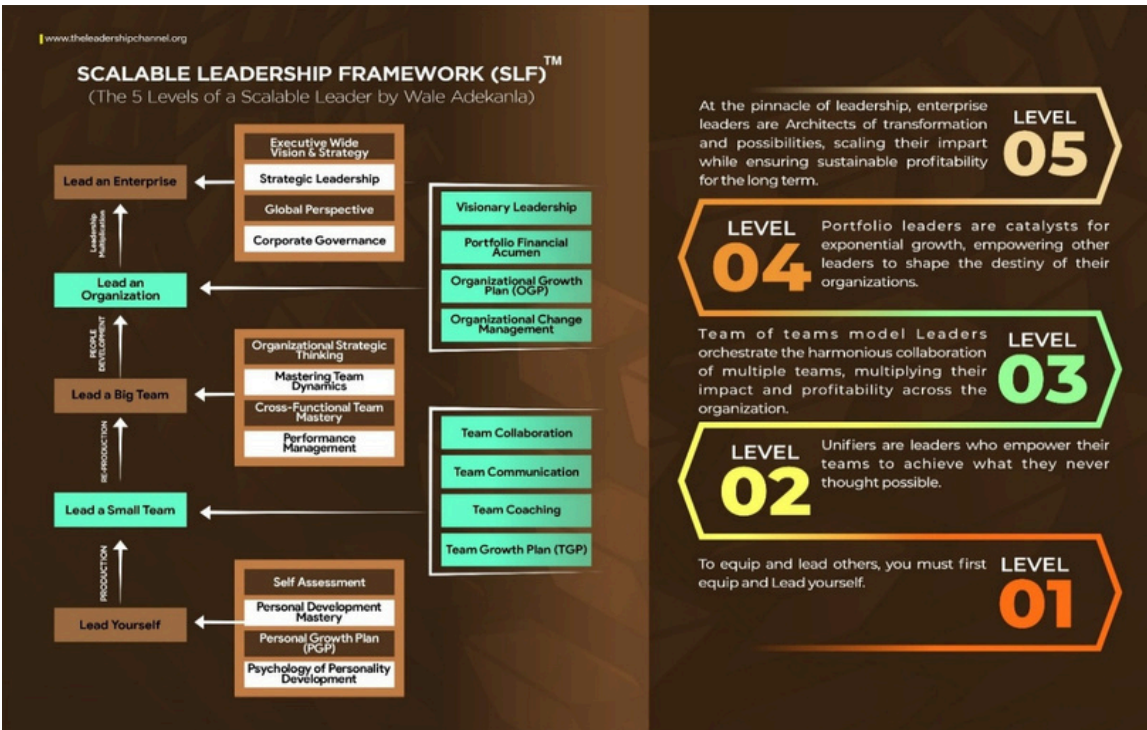 www.theleadershipchannel.org
SCALABLE LEADERSHIP FRAMEWORK (SLF)™
(The 5 Levels of a Scalable Leader by Wale Adekanla)
Lead an Enterprise
Executive Wide
Vision & Strategy
Strategic Leadership
Global Perspective
Corporate Governance
Leadership
Multiplication
Lead an
Organization
Visionary Leadership
Portfolio Financial
Acumen
Organizational Growth
Plan (OGP)
Organizational Change
Management
PEOPLE
DEVELOPMENT
Lead a Big Team
Organizational Strategic
Thinking
Mastering Team
Dynamics
Cross-Functional Team
Mastery
Performance
Management
RE-PRODUCTION
Lead a Small Team
Team Collaboration
Team Communication
Team Coaching
Team Growth Plan (TGP)
PRODUCTION
Lead Yourself
Self Assessment
Personal Development
Mastery
Personal Growth Plan
(PGP)
Psychology of Personality
Development
At the pinnacle of leadership, enterprise
leaders are Architects of transformation
and possibilities, scaling their impart
while ensuring sustainable profitability
for the long term.
LEVEL
05
LEVEL
04
Portfolio leaders are catalysts for
exponential growth, empowering other
leaders to shape the destiny of their
organizations.
Team of teams model Leaders
orchestrate the harmonious collaboration
of multiple teams, multiplying their
impact and profitability across the
organization.
LEVEL
03
LEVEL
02
Unifiers are leaders who empower their
teams to achieve what they never
thought possible.
To equip and lead others, you must first
equip and Lead yourself.
LEVEL
01